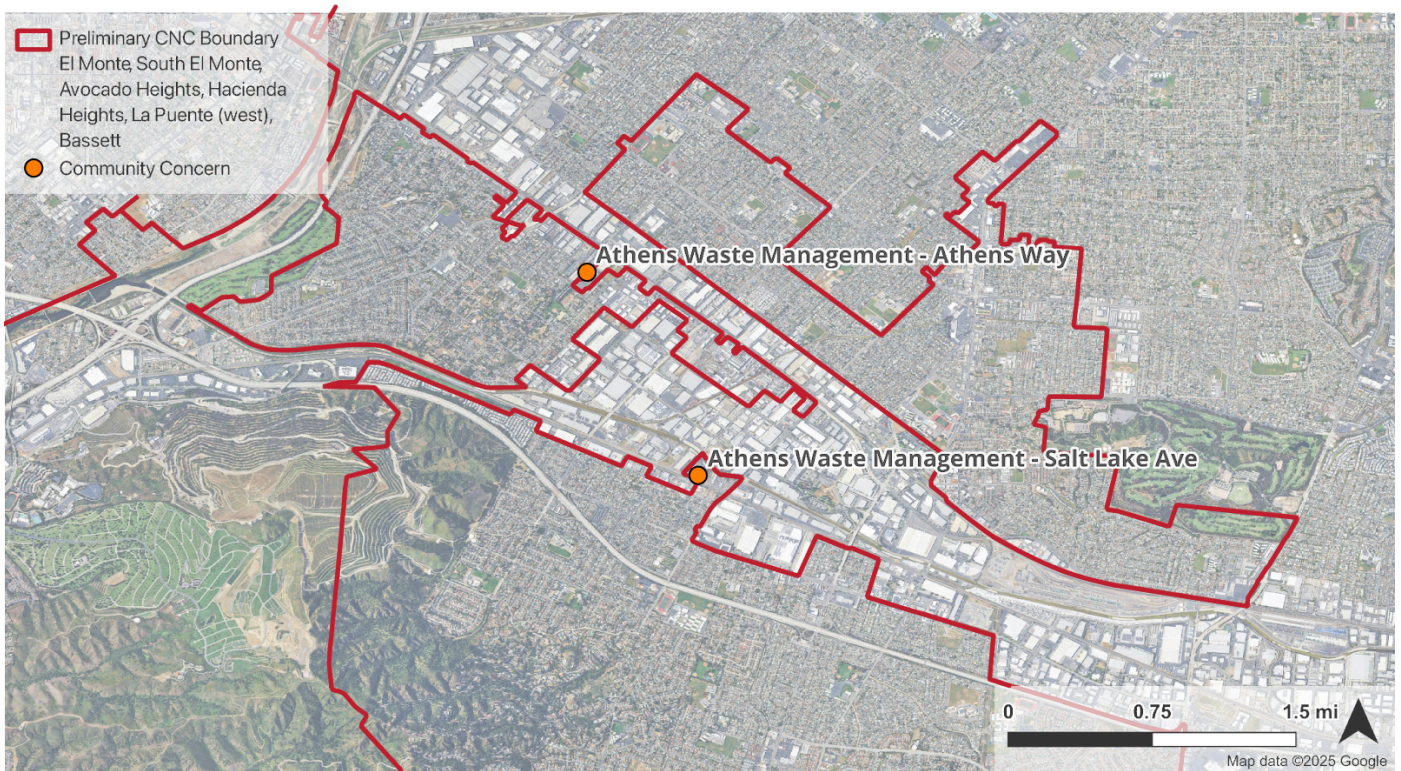 Preliminary CNC Boundary
El Monte, South El Monte,
Avocado Heights, Hacienda
Heights, La Puente (west),
Bassett
Community Concern
Athens Waste Management - Athens Way
Athens Waste Management - Salt Lake Ave
0 0.75 1.5 mi
Map data ©2025 Google